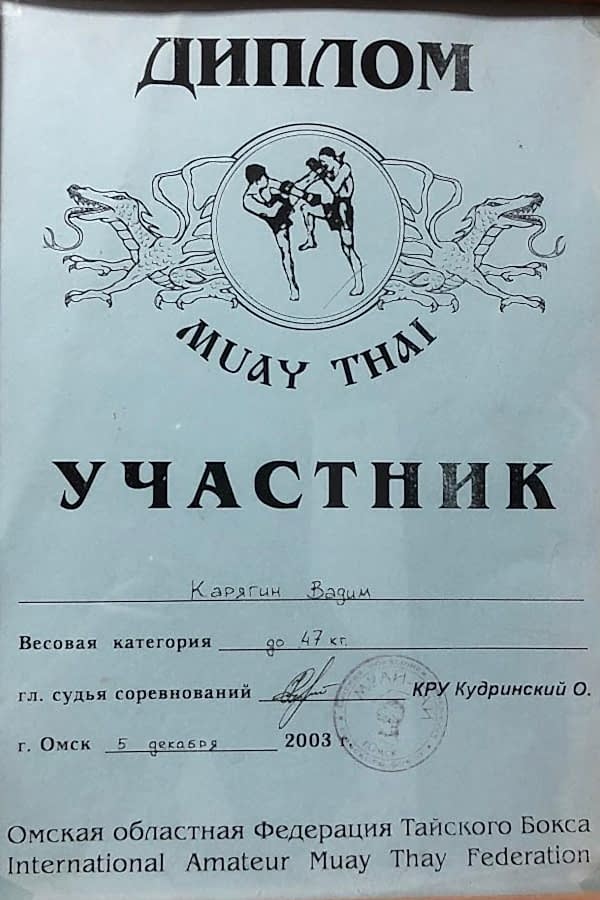 ДИПЛОМ
MUAY THAI
УЧАСТНИК
Карягин Вадим
Весовая категория до 47 кг.
гл. судья соревнований КРУ Кудринский О.
г. Омск 5 декабря 2003 г.
Омская областная Федерация Тайского Бокса
International Amateur Muay Thay Federation